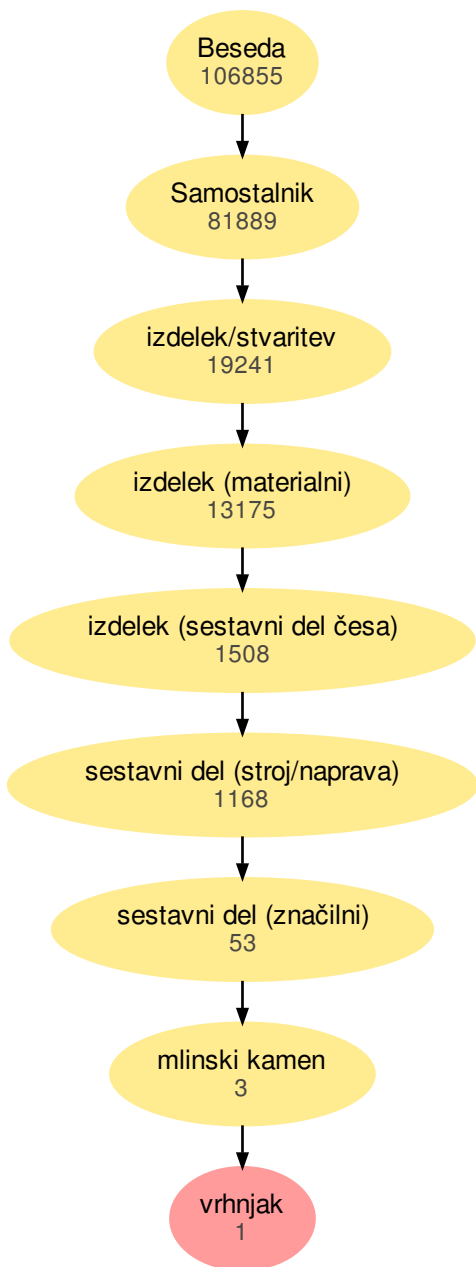 Beseda
106855
Samostalnik
81889
izdelek/stvaritev
19241
izdelek (materialni)
13175
izdelek (sestavni del česa)
1508
sestavni del (stroj/naprava)
1168
sestavni del (značilni)
53
mlinski kamen
3
vrhnjak
1